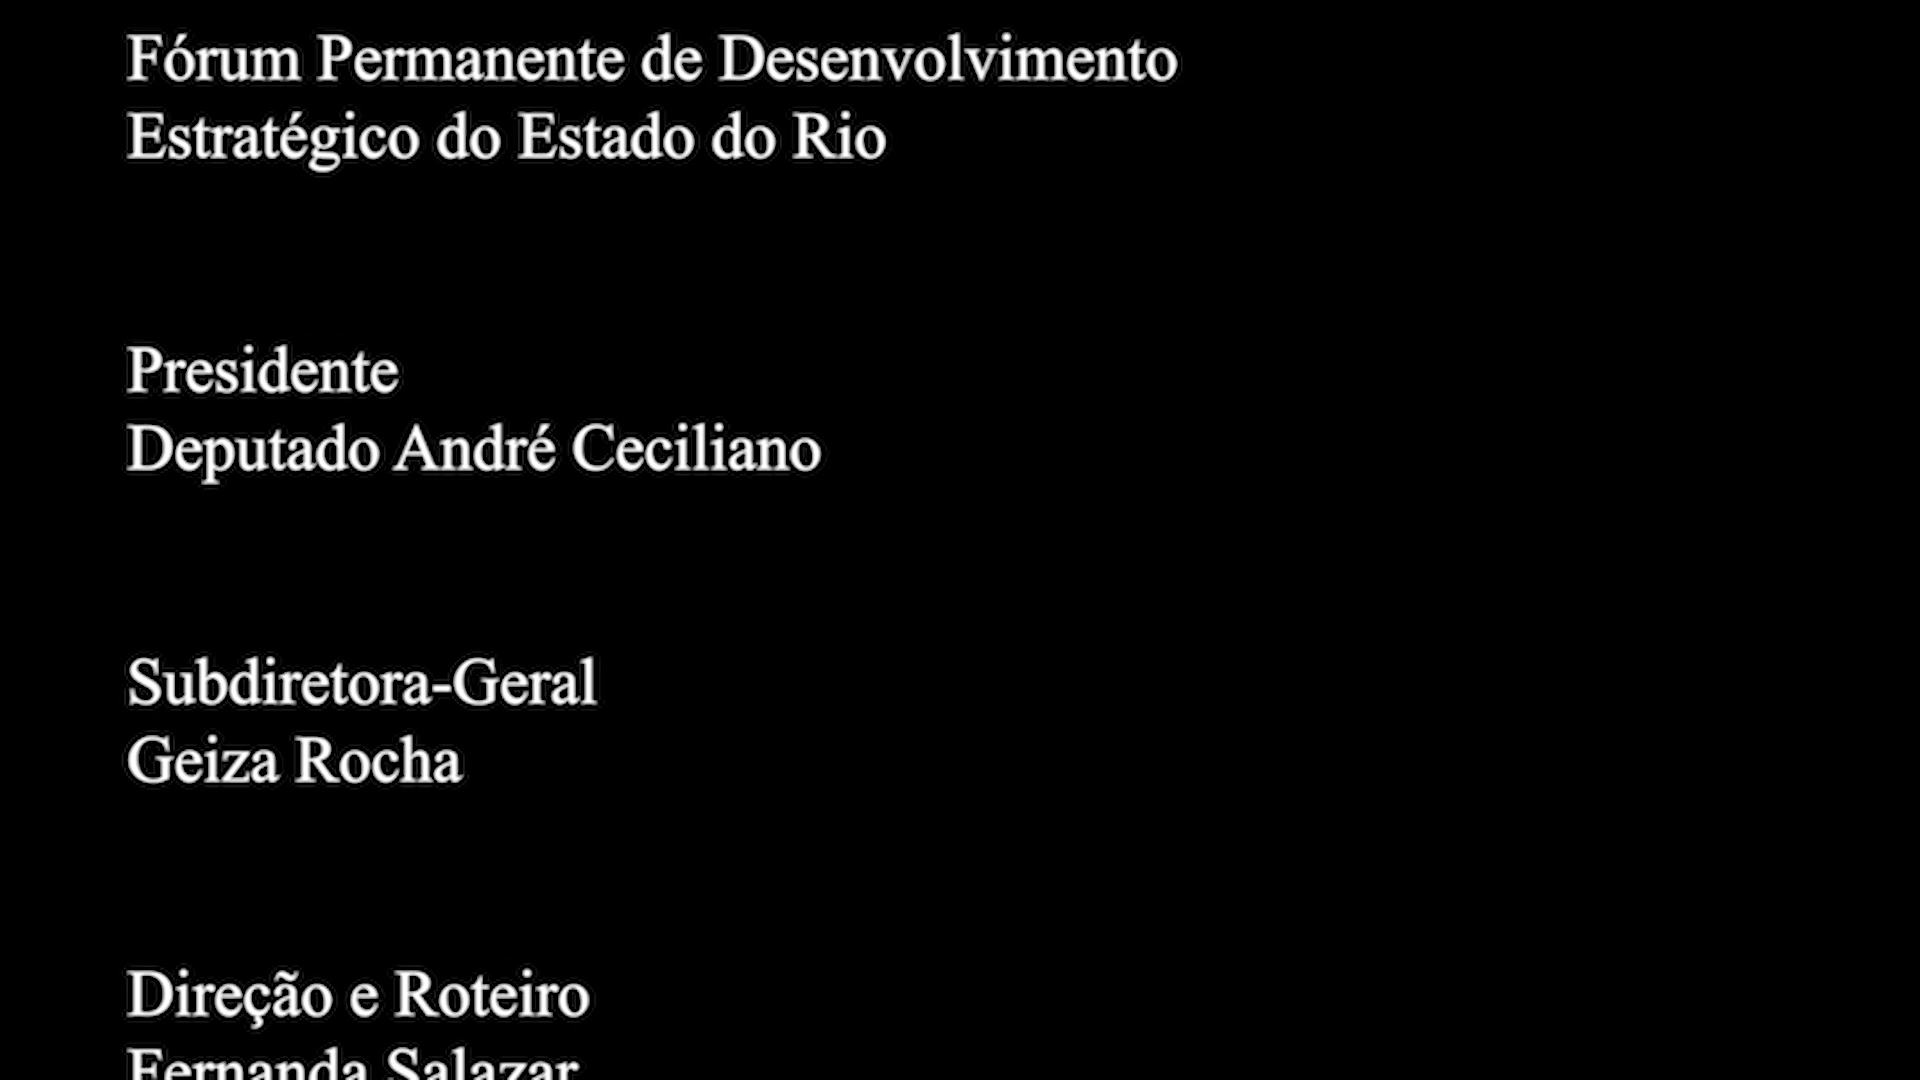 Fórum Permanente de Desenvolvimento
Estratégico do Estado do Rio
Presidente
Deputado André Ceciliano
Subdiretora-Geral
Geiza Rocha
Direção e Roteiro
Fernanda Salazar